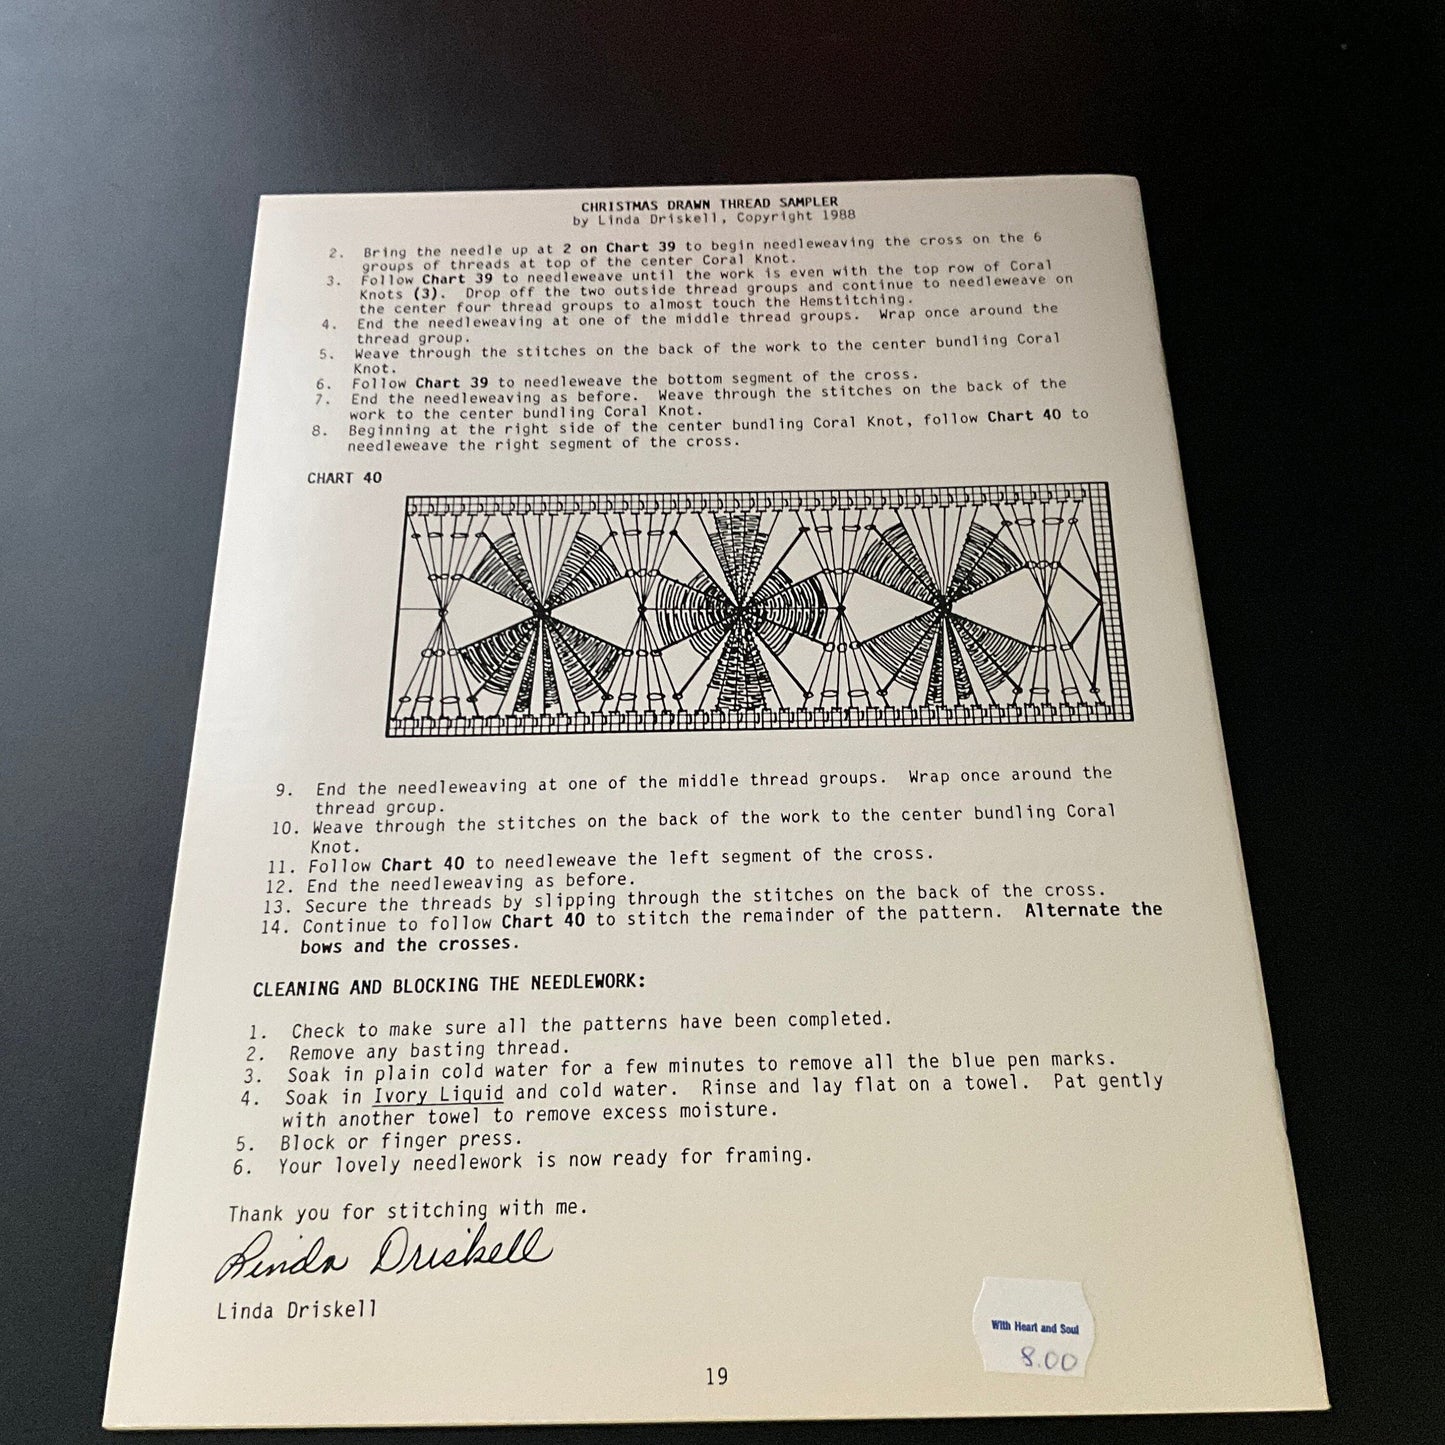 CHRISTMAS DRAWN THREAD SAMPLER
by Linda Driskell, Copyright 1988
2. Bring the needle up at 2 on Chart 39 to begin needleweaving the cross on the 6
groups of threads at top of the center Coral Knot.
3. Follow Chart 39 to needleweave until the work is even with the top row of Coral
Knots (3). Drop off the two outside thread groups and continue to needleweave on
the center four thread groups to almost touch the Hemstitching.
4. End the needleweaving at one of the middle thread groups. Wrap once around the
thread group.
5. Weave through the stitches on the back of the work to the center bundling Coral
Knot.
6. Follow Chart 39 to needleweave the bottom segment of the cross.
7. End the needleweaving as before. Weave through the stitches on the back of the
work to the center bundling Coral Knot.
8. Beginning at the right side of the center bundling Coral Knot, follow Chart 40 to
needleweave the right segment of the cross.
CHART 40
9. End the needleweaving at one of the middle thread groups. Wrap once around the
thread group.
10. Weave through the stitches on the back of the work to the center bundling Coral
Knot.
11. Follow Chart 40 to needleweave the left segment of the cross.
12. End the needleweaving as before.
13. Secure the threads by slipping through the stitches on the back of the cross.
14. Continue to follow Chart 40 to stitch the remainder of the pattern. Alternate the
bows and the crosses.
CLEANING AND BLOCKING THE NEEDLEWORK:
1. Check to make sure all the patterns have been completed.
2. Remove any basting thread.
3. Soak in plain cold water for a few minutes to remove all the blue pen marks.
4. Soak in Ivory Liquid and cold water. Rinse and lay flat on a towel. Pat gently
with another towel to remove excess moisture.
5. Block or finger press.
6. Your lovely needlework is now ready for framing.
Thank you for stitching with me.
Linda Driskell
Linda Driskell
With Heart and Soul
8.00
19